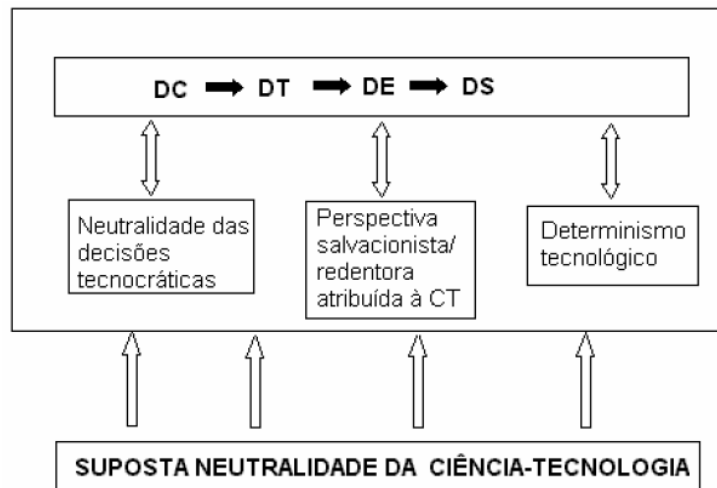 DC → DT → DE → DS
Neutralidade das
decisões
tecnocráticas
Perspectiva
salvacionista/
redentora
atribuída à CT
Determinismo
tecnológico
SUPOSTA NEUTRALIDADE DA CIÊNCIA-TECNOLOGIA